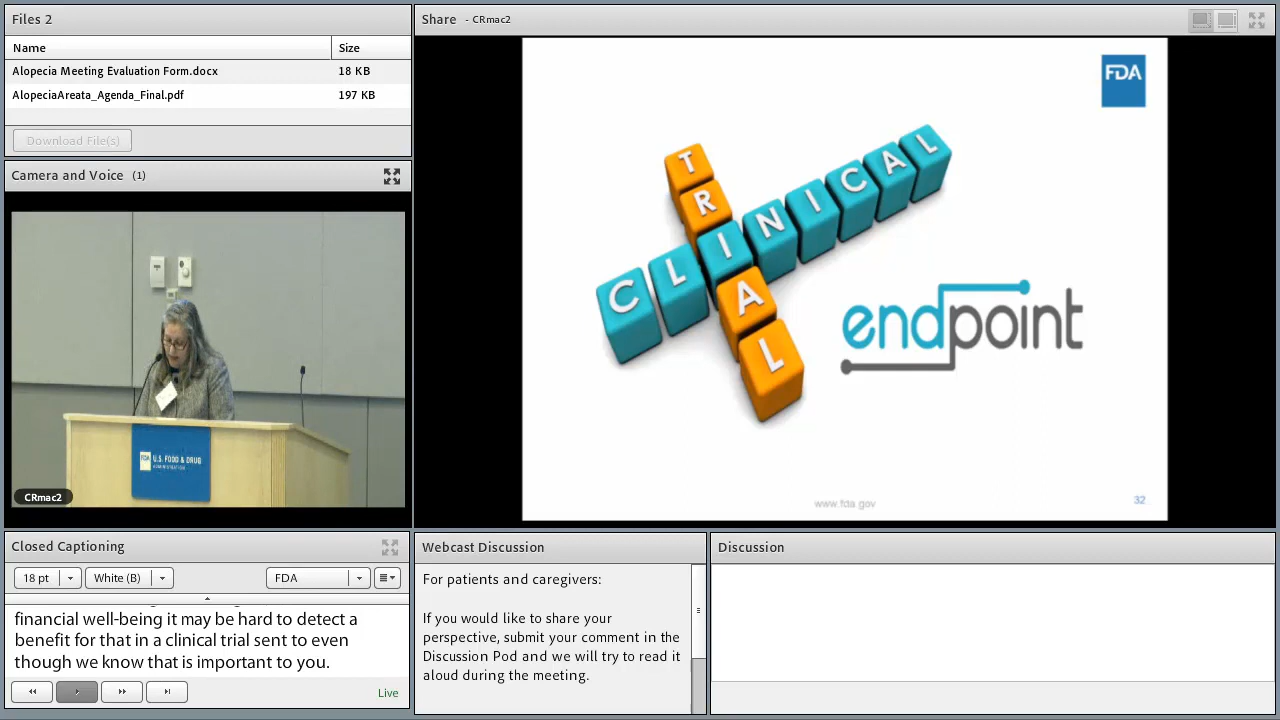 Files 2
Name Size
Alopecia Meeting Evaluation Form.docx 18 KB
AlopeciaAreata_Agenda_Final.pdf 197 KB
Download File(s)
Camera and Voice (1)
U.S. FOOD & DRUG
ADMINISTRATION
FDA
CRmac2
Share - CRmac2
FDA
CLINICAL
TRIAL
endpoint
www.fda.gov
32
Closed Captioning
18 pt White (B) FDA
financial well-being it may be hard to detect a
benefit for that in a clinical trial sent to even
though we know that is important to you.
Live
Webcast Discussion
For patients and caregivers:
If you would like to share your
perspective, submit your comment in the
Discussion Pod and we will try to read it
aloud during the meeting.
Discussion